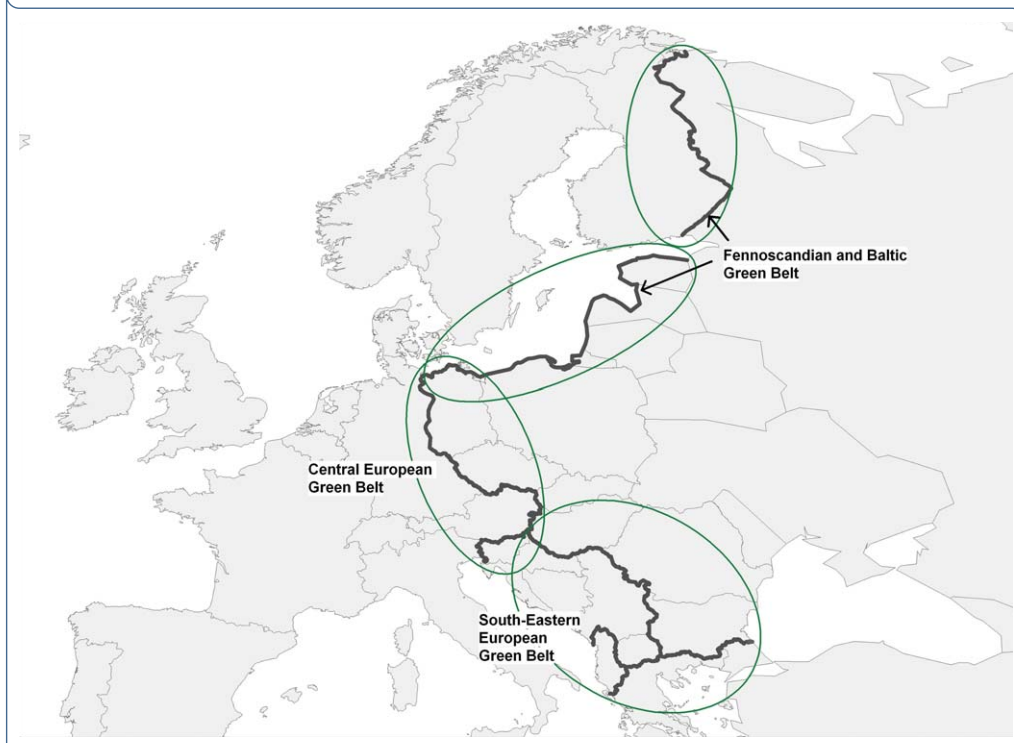 Fennoscandian and Baltic
Green Belt
Central European
Green Belt
South-Eastern
European
Green Belt